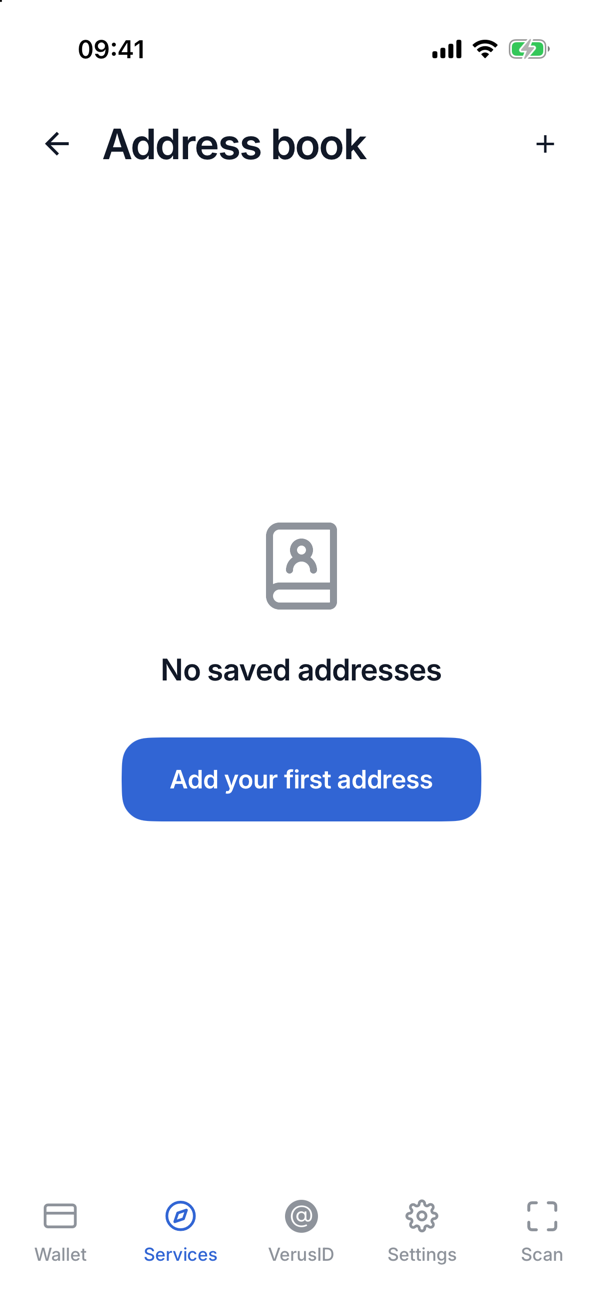 09:41
Address book
No saved addresses
Add your first address
Wallet
Services
VerusID
Settings
Scan